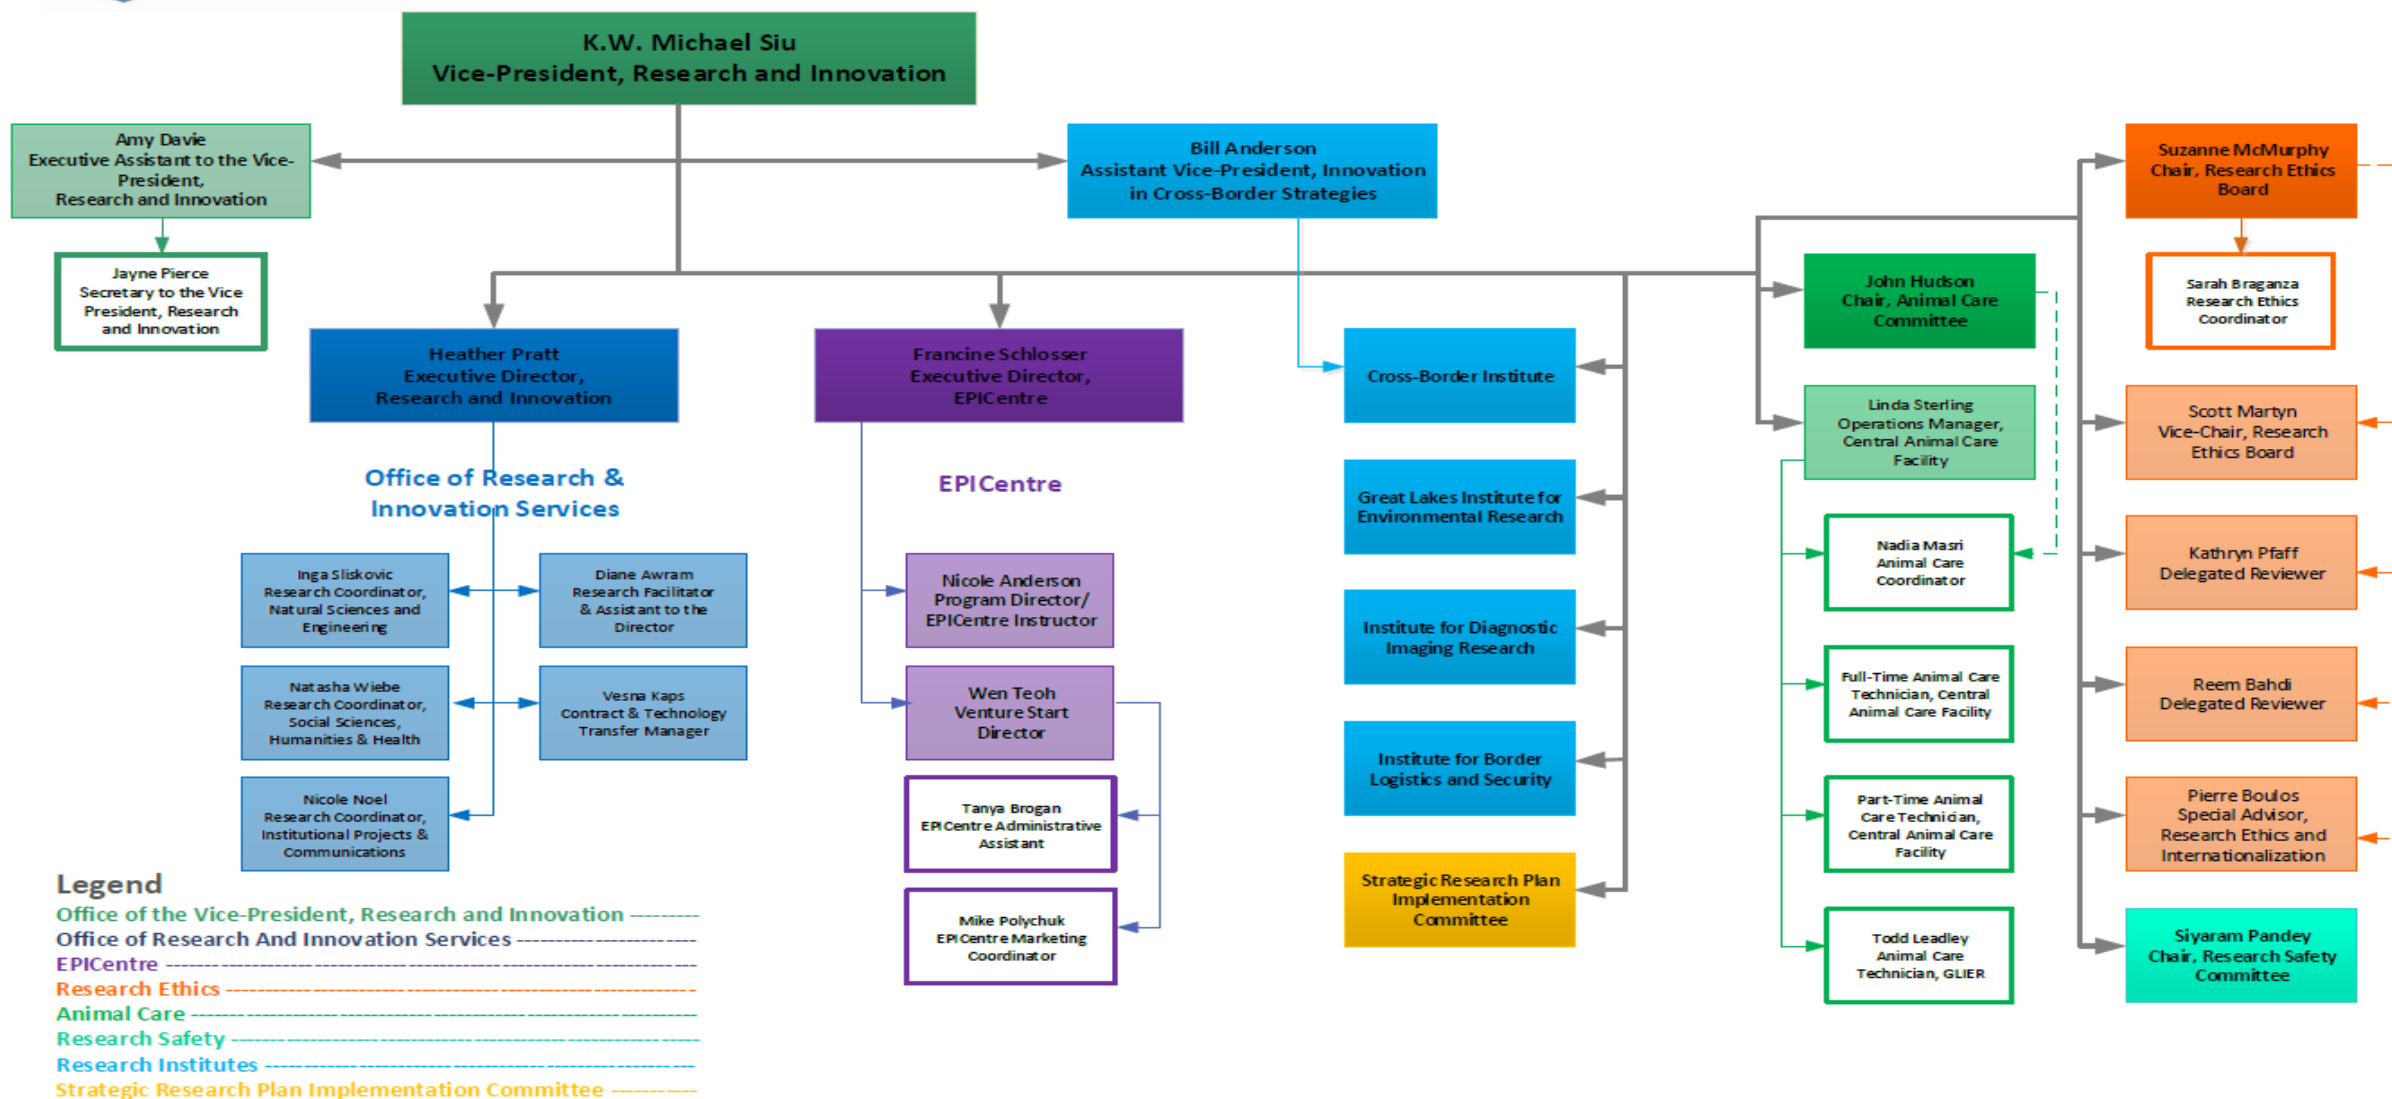 K.W. Michael Siu
Vice-President, Research and Innovation
Amy Davie
Executive Assistant to the Vice-
President,
Research and Innovation
Jayne Pierce
Secretary to the Vice
President, Research
and Innovation
Bill Anderson
Assistant Vice-President, Innovation
in Cross-Border Strategies
Heather Pratt
Executive Director,
Research and Innovation
Office of Research &
Innovation Services
Inga Sliskovic
Research Coordinator,
Natural Sciences and
Engineering
Diane Awram
Research Facilitator
& Assistant to the
Director
Natasha Wiebe
Research Coordinator,
Social Sciences,
Humanities & Health
Vesna Kaps
Contract & Technology
Transfer Manager
Nicole Noel
Research Coordinator,
Institutional Projects &
Communications
Francine Schlosser
Executive Director,
EPICentre
EPICentre
Nicole Anderson
Program Director/
EPICentre Instructor
Wen Teoh
Venture Start
Director
Tanya Brogan
EPICentre Administrative
Assistant
Mike Polychuk
EPICentre Marketing
Coordinator
Cross-Border Institute
Great Lakes Institute for
Environmental Research
Institute for Diagnostic
Imaging Research
Institute for Border
Logistics and Security
Strategic Research Plan
Implementation
Committee
John Hudson
Chair, Animal Care
Committee
Linda Sterling
Operations Manager,
Central Animal Care
Facility
Nadia Masri
Animal Care
Coordinator
Full-Time Animal Care
Technician, Central
Animal Care Facility
Part-Time Animal
Care Technician,
Central Animal Care
Facility
Todd Leadley
Animal Care
Technician, GLIER
Suzanne McMurphy
Chair, Research Ethics
Board
Sarah Braganza
Research Ethics
Coordinator
Scott Martyn
Vice-Chair, Research
Ethics Board
Kathryn Pfaff
Delegated Reviewer
Reem Bahdi
Delegated Reviewer
Pierre Boulos
Special Advisor,
Research Ethics and
Internationalization
Siyaram Pandey
Chair, Research Safety
Committee
Legend
Office of the Vice-President, Research and Innovation
Office of Research And Innovation Services
EPICentre
Research Ethics
Animal Care
Research Safety
Research Institutes
Strategic Research Plan Implementation Committee